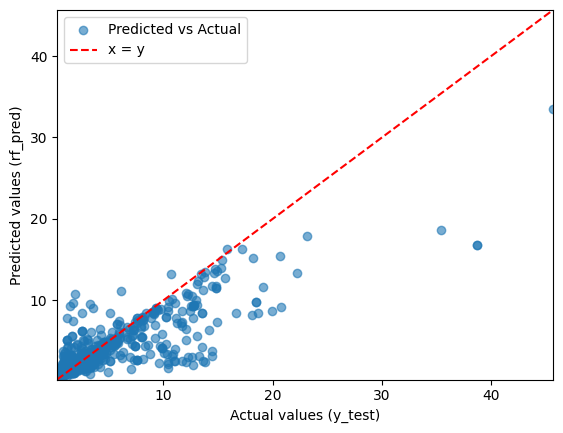 Predicted vs Actual
x = y
Predicted values (rf_pred)
40
30
20
10
10
20
30
40
Actual values (y_test)